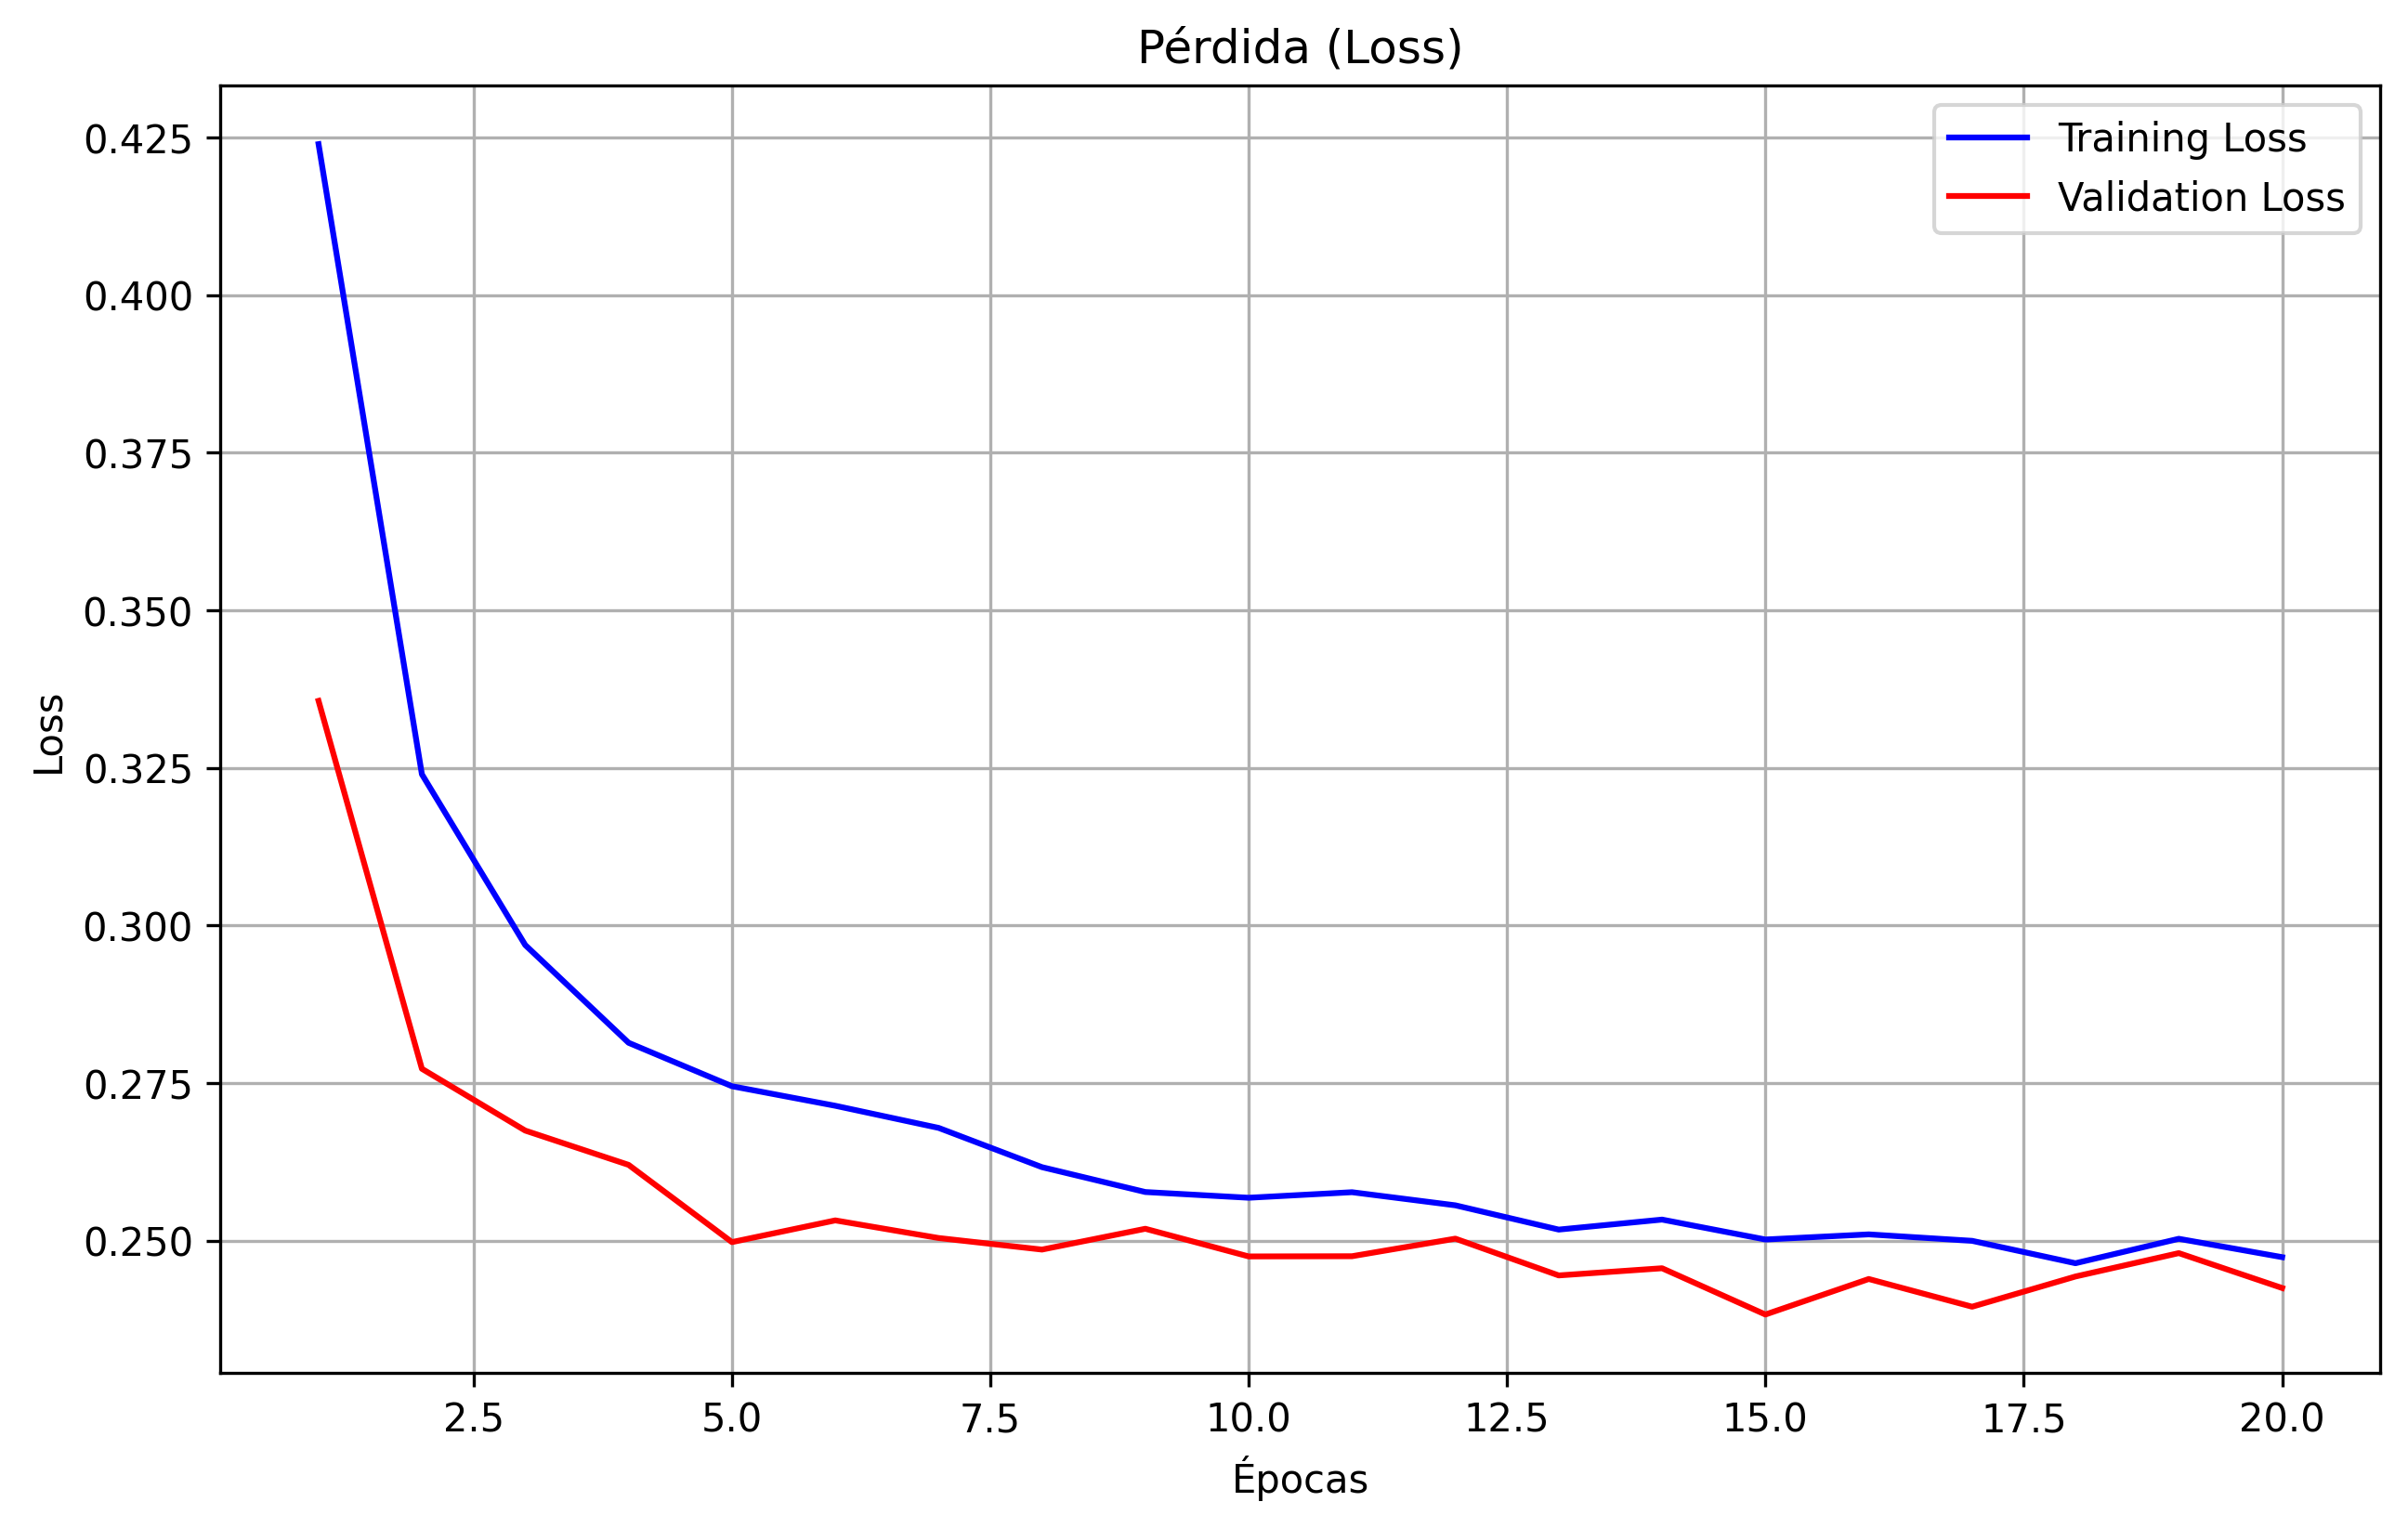 Pérdida (Loss)
Training Loss
Validation Loss
0.425
0.400
0.375
0.350
0.325
0.300
0.275
0.250
Loss
2.5 5.0 7.5 10.0 12.5 15.0 17.5 20.0
Épocas